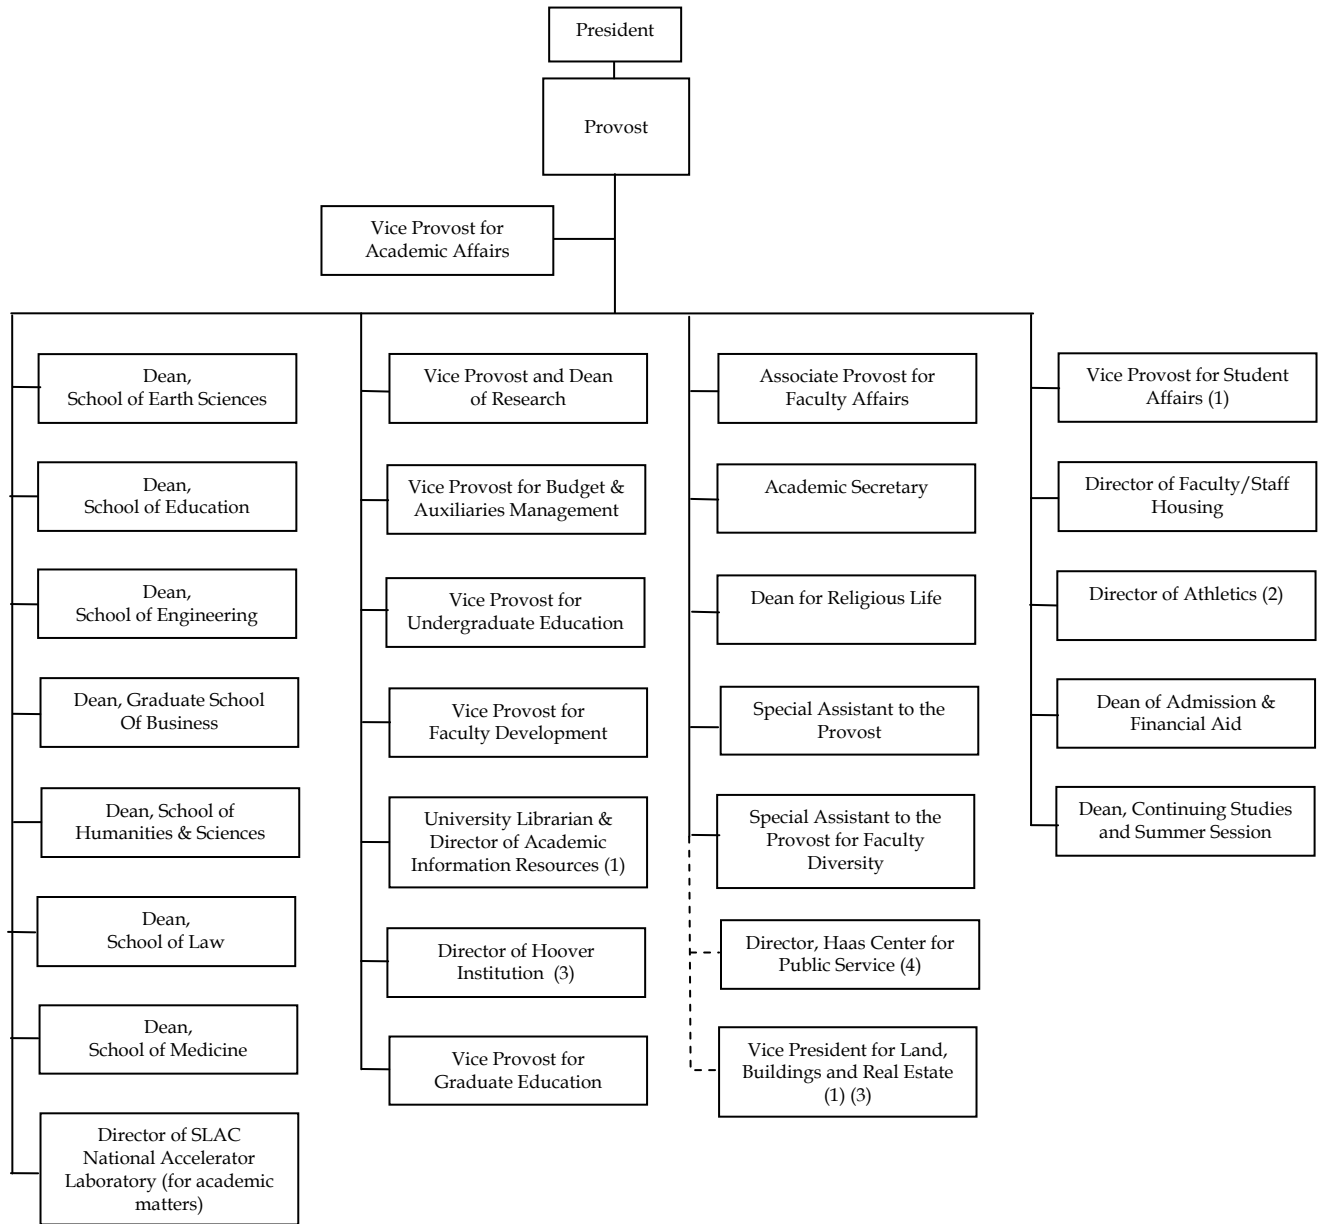 President
Provost
Vice Provost for
Academic Affairs
Dean,
School of Earth Sciences
Dean,
School of Education
Dean,
School of Engineering
Dean, Graduate School
Of Business
Dean, School of
Humanities & Sciences
Dean,
School of Law
Dean,
School of Medicine
Director of SLAC
National Accelerator
Laboratory (for academic
matters)
Vice Provost and Dean
of Research
Vice Provost for Budget &
Auxiliaries Management
Vice Provost for
Undergraduate Education
Vice Provost for
Faculty Development
University Librarian &
Director of Academic
Information Resources (1)
Director of Hoover
Institution (3)
Vice Provost for
Graduate Education
Associate Provost for
Faculty Affairs
Academic Secretary
Dean for Religious Life
Special Assistant to the
Provost
Special Assistant to the
Provost for Faculty
Diversity
Director, Haas Center for
Public Service (4)
Vice President for Land,
Buildings and Real Estate
(1) (3)
Vice Provost for Student
Affairs (1)
Director of Faculty/Staff
Housing
Director of Athletics (2)
Dean of Admission &
Financial Aid
Dean, Continuing Studies
and Summer Session